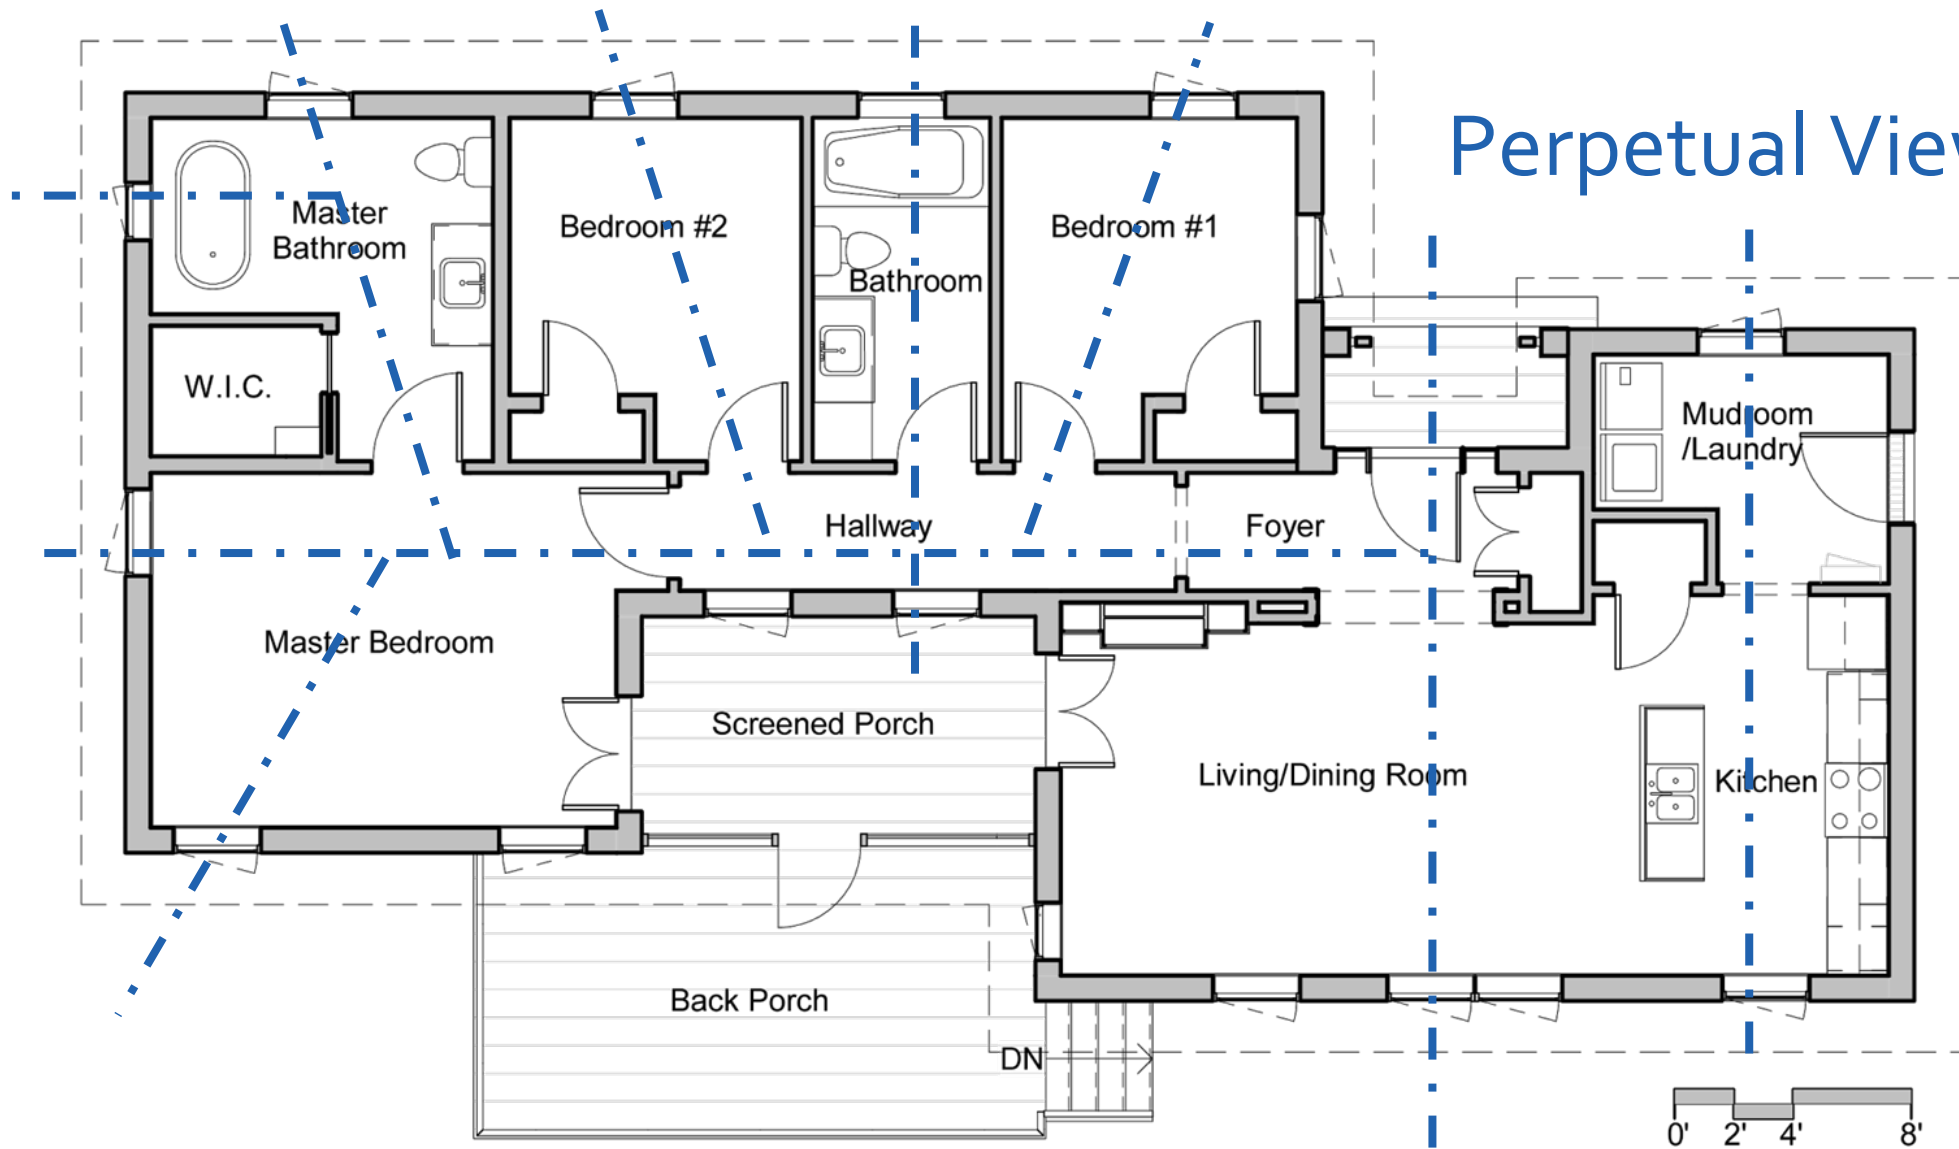 Perpetual View
Master
Bathroom
Bedroom #2
Bathroom
Bedroom #1
W.I.C.
Mudroom
/Laundry
Hallway
Foyer
Master Bedroom
Screened Porch
Living/Dining Room
Kitchen
Back Porch
DN
0' 2' 4' 8'